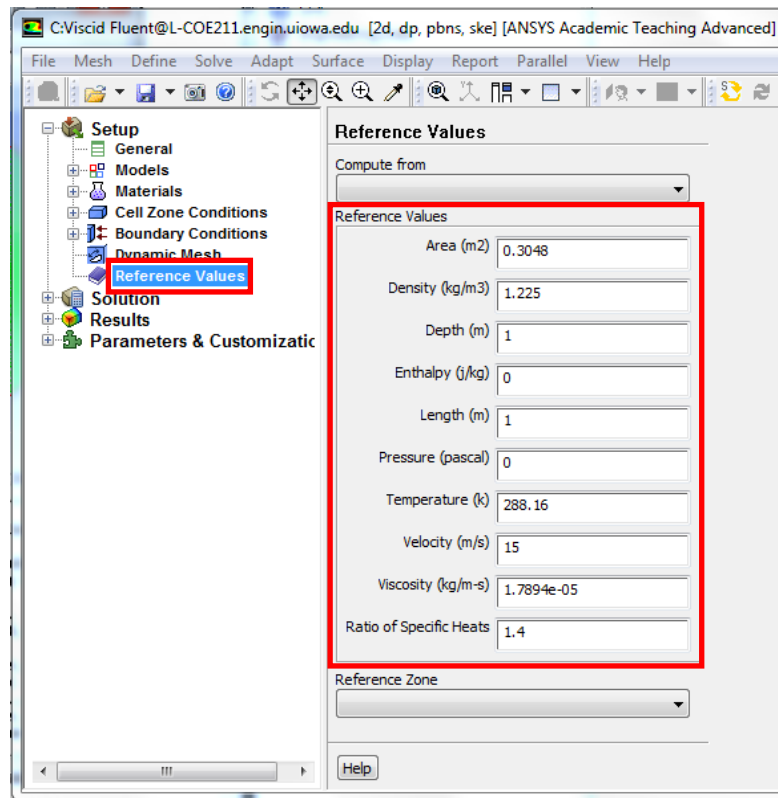 C:Viscid Fluent@L-COE211.engin.uiowa.edu [2d, dp, pbns, ske] [ANSYS Academic Teaching Advanced]
File Mesh Define Solve Adapt Surface Display Report Parallel View Help
Setup
General
Models
Materials
Cell Zone Conditions
Boundary Conditions
Dynamic Mesh
Reference Values
Solution
Results
Parameters & Customizatic
Reference Values
Compute from
Reference Values
Area (m2) 0.3048
Density (kg/m3) 1.225
Depth (m) 1
Enthalpy (j/kg) 0
Length (m) 1
Pressure (pascal) 0
Temperature (k) 288.16
Velocity (m/s) 15
Viscosity (kg/m-s) 1.7894e-05
Ratio of Specific Heats 1.4
Reference Zone
Help